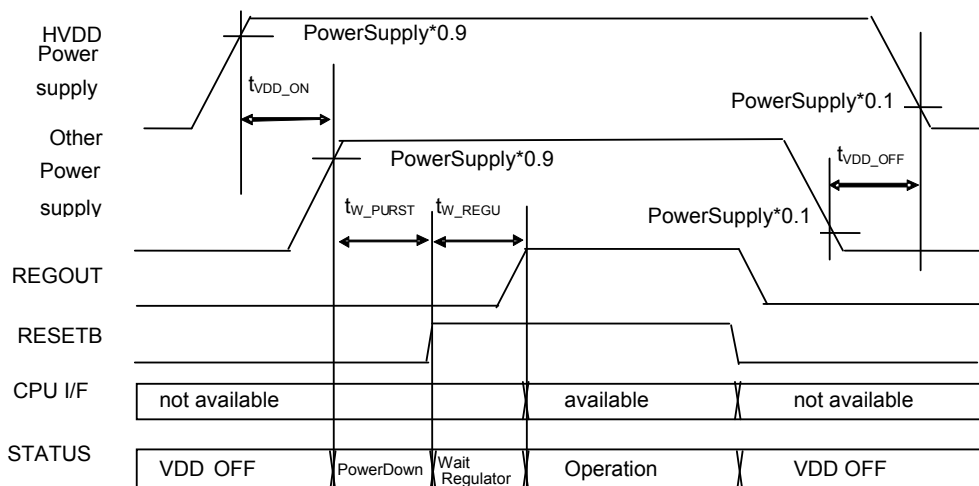 HVDD
Power
supply
PowerSupply*0.9
tVDD_ON
PowerSupply*0.1
Other
Power
supply
PowerSupply*0.9
tVDD_OFF
tW_PURST
tW_REGU
PowerSupply*0.1
REGOUT
RESETB
CPU I/F
not available
available
not available
STATUS
VDD OFF
PowerDown
Wait
Regulator
Operation
VDD OFF